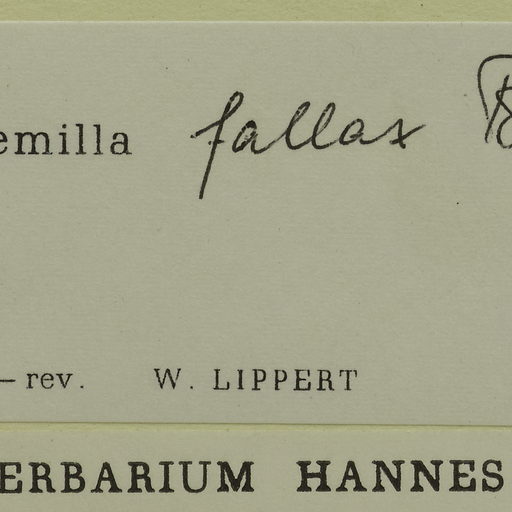 emilla fallax
– rev. W. LIPPERT
ERBARIUM HANNES